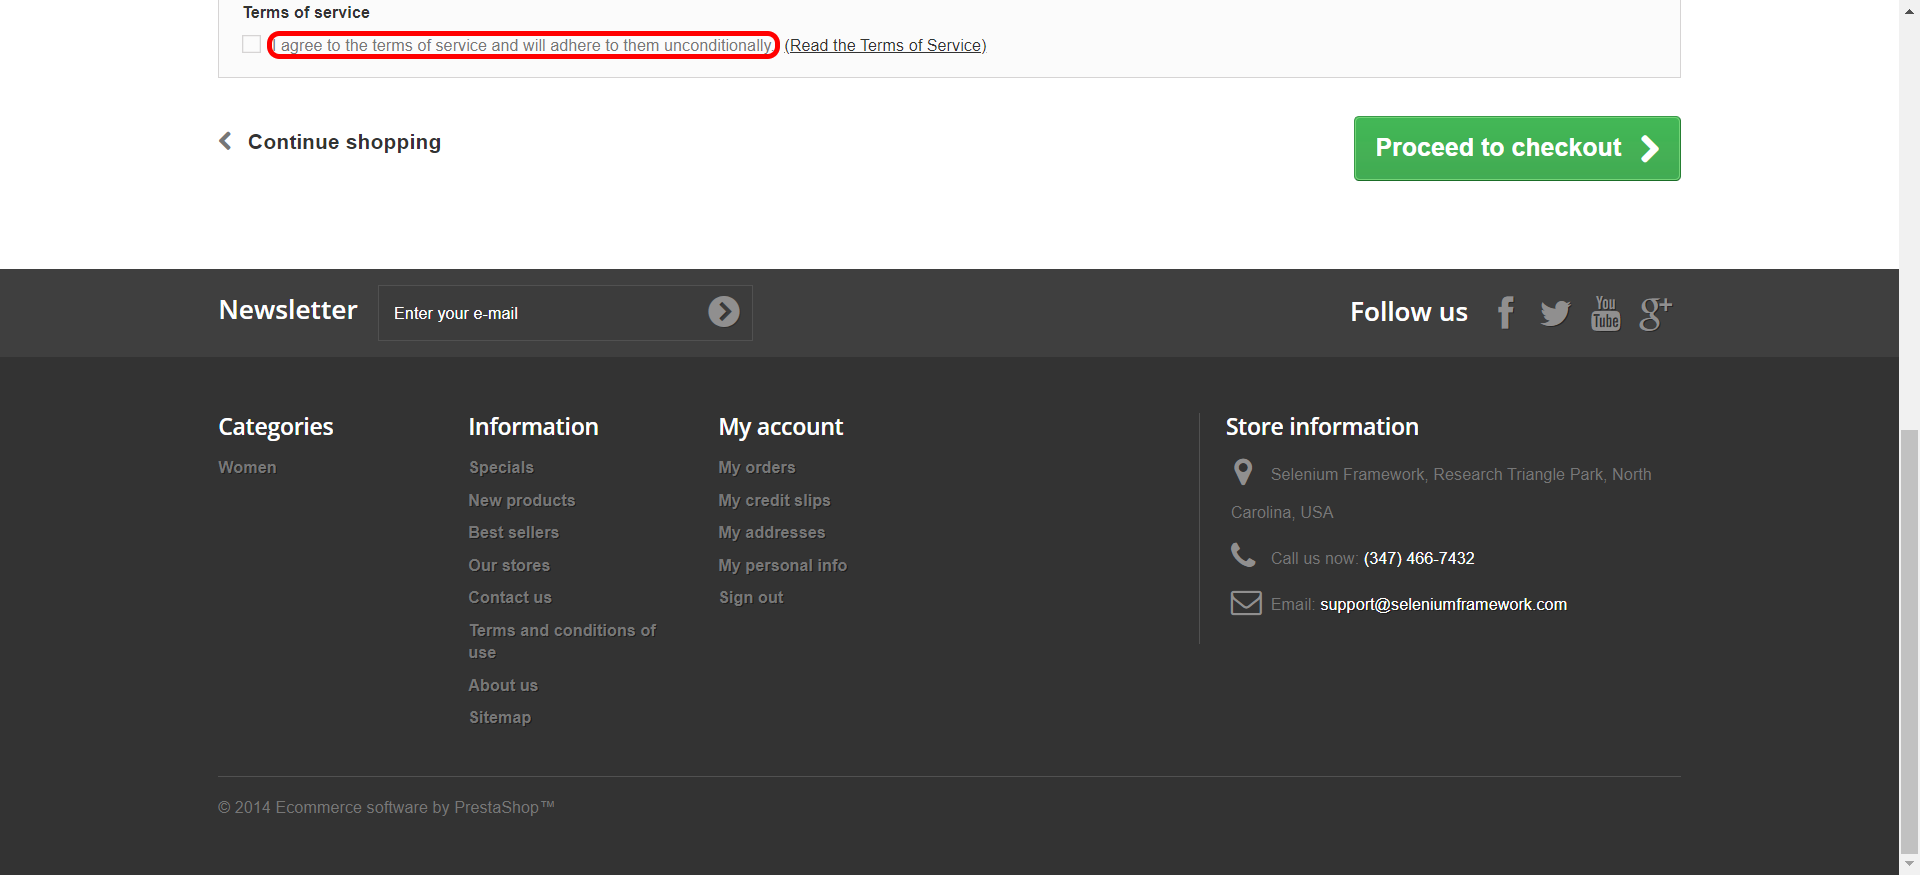 Terms of service
I agree to the terms of service and will adhere to them unconditionally. (Read the Terms of Service)
Continue shopping
Proceed to checkout
Newsletter
Enter your e-mail
Follow us
You
Tube
g+
Categories
Women
Information
Specials
New products
Best sellers
Our stores
Contact us
Terms and conditions of
use
About us
Sitemap
My account
My orders
My credit slips
My addresses
My personal info
Sign out
Store information
Selenium Framework, Research Triangle Park, North
Carolina, USA
Call us now: (347) 466-7432
Email: support@seleniumframework.com
© 2014 Ecommerce software by PrestaShop™